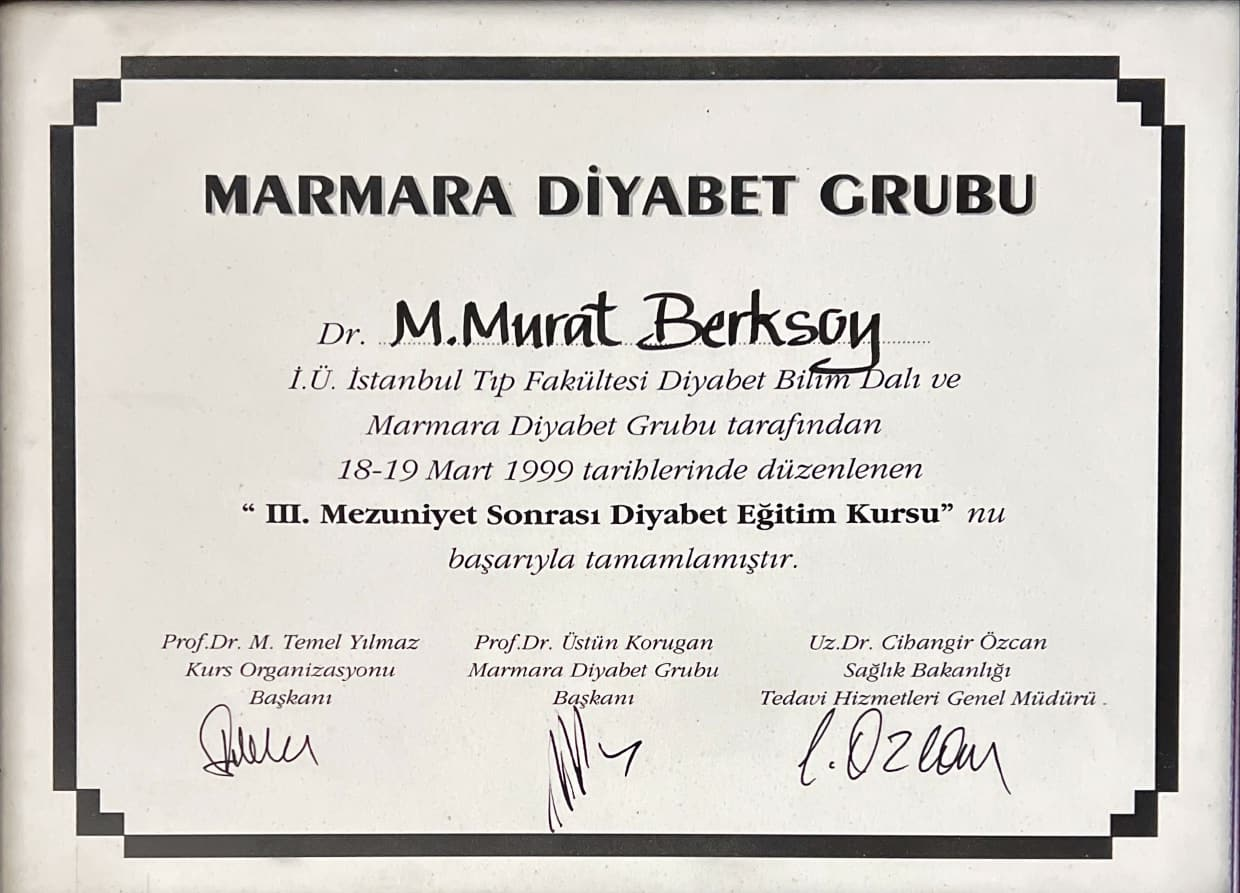 MARMARA DİYABET GRUBU
Dr. M. Murat Berksoy
İ.Ü. İstanbul Tıp Fakültesi Diyabet Bilim Dalı ve
Marmara Diyabet Grubu tarafından
18-19 Mart 1999 tarihlerinde düzenlenen
“ III. Mezuniyet Sonrası Diyabet Eğitim Kursu” nu
başarıyla tamamlamıştır.
Prof.Dr. M. Temel Yılmaz
Kurs Organizasyonu
Başkanı
Prof.Dr. Üstün Korugan
Marmara Diyabet Grubu
Başkanı
Uz.Dr. Cihangir Özcan
Sağlık Bakanlığı
Tedavi Hizmetleri Genel Müdürü
C. Özcan